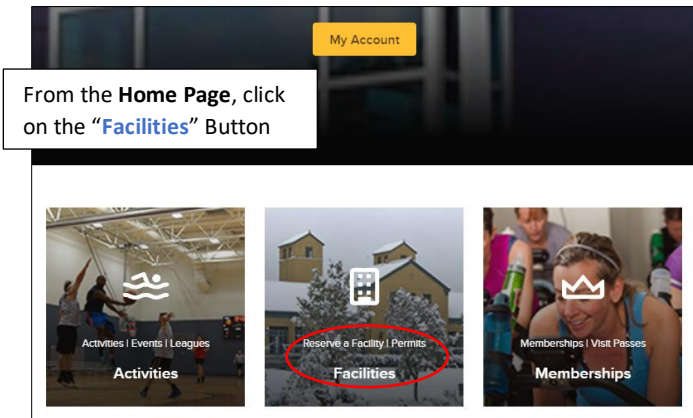 My Account
From the Home Page, click
on the “Facilities” Button
Activities | Events | Leagues
Activities
Reserve a Facility | Permits
Facilities
Memberships | Visit Passes
Memberships